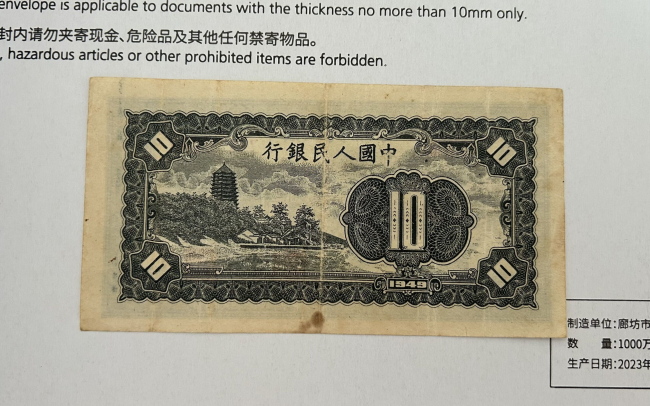 envelope is applicable to documents with the thickness no more than 10mm only.
封内请勿夹寄现金、危险品及其他任何禁寄物品。
, hazardous articles or other prohibited items are forbidden.
10
10
行銀民人國中
10
10
10
1949
制造单位:廊坊市
数 量:1000万
生产日期:2023年